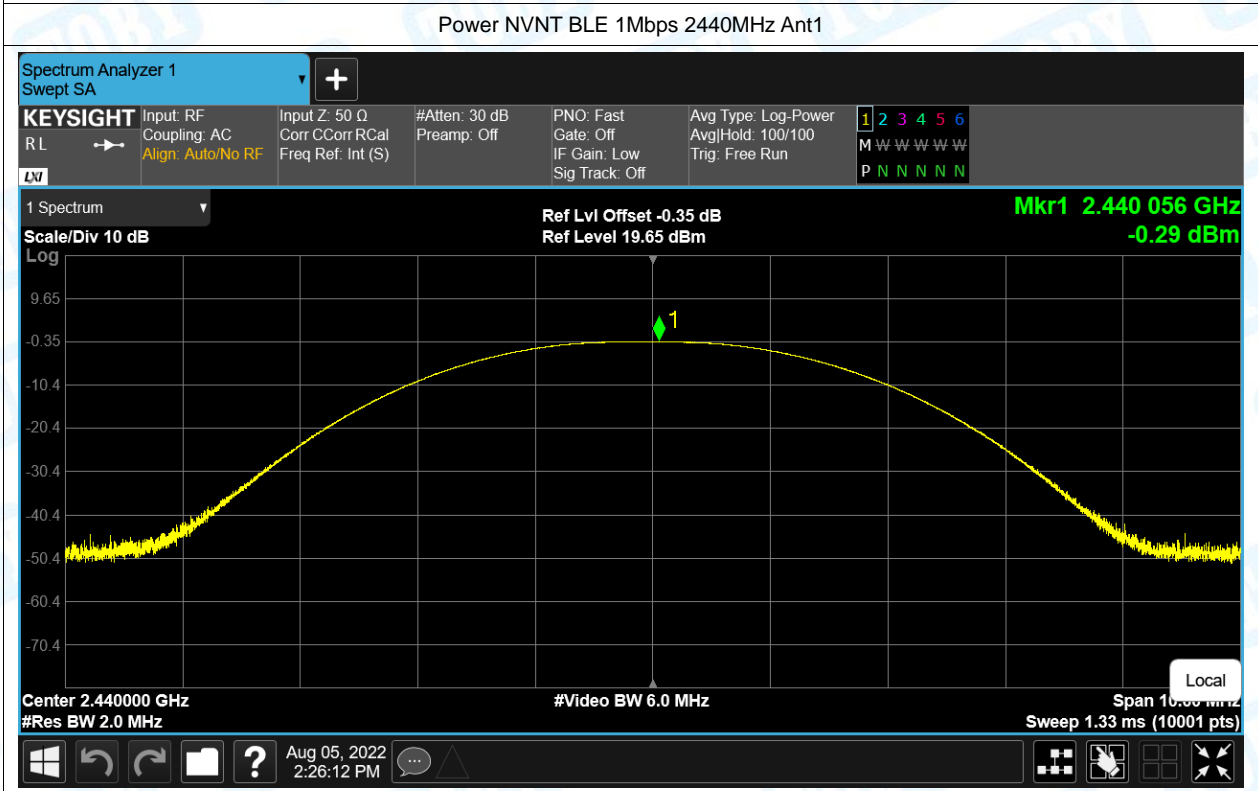 Power NVNT BLE 1Mbps 2440MHz Ant1
Spectrum Analyzer 1
Swept SA
KEYSIGHT
R L
LXI
Input: RF
Coupling: AC
Align: Auto/No RF
Input Z: 50 Ω
Corr CCorr RCal
Freq Ref: Int (S)
#Atten: 30 dB
Preamp: Off
PNO: Fast
Gate: Off
IF Gain: Low
Sig Track: Off
Avg Type: Log-Power
Avg|Hold: 100/100
Trig: Free Run
1 2 3 4 5 6
M W W W W W
P N N N N N
1 Spectrum
Scale/Div 10 dB
Log
Ref Lvl Offset -0.35 dB
Ref Level 19.65 dBm
Mkr1 2.440 056 GHz
-0.29 dBm
1
9.65
-0.35
-10.4
-20.4
-30.4
-40.4
-50.4
-60.4
-70.4
Local
Center 2.440000 GHz
#Video BW 6.0 MHz
Span 10.00 MHz
#Res BW 2.0 MHz
Sweep 1.33 ms (10001 pts)
?
Aug 05, 2022
2:26:12 PM